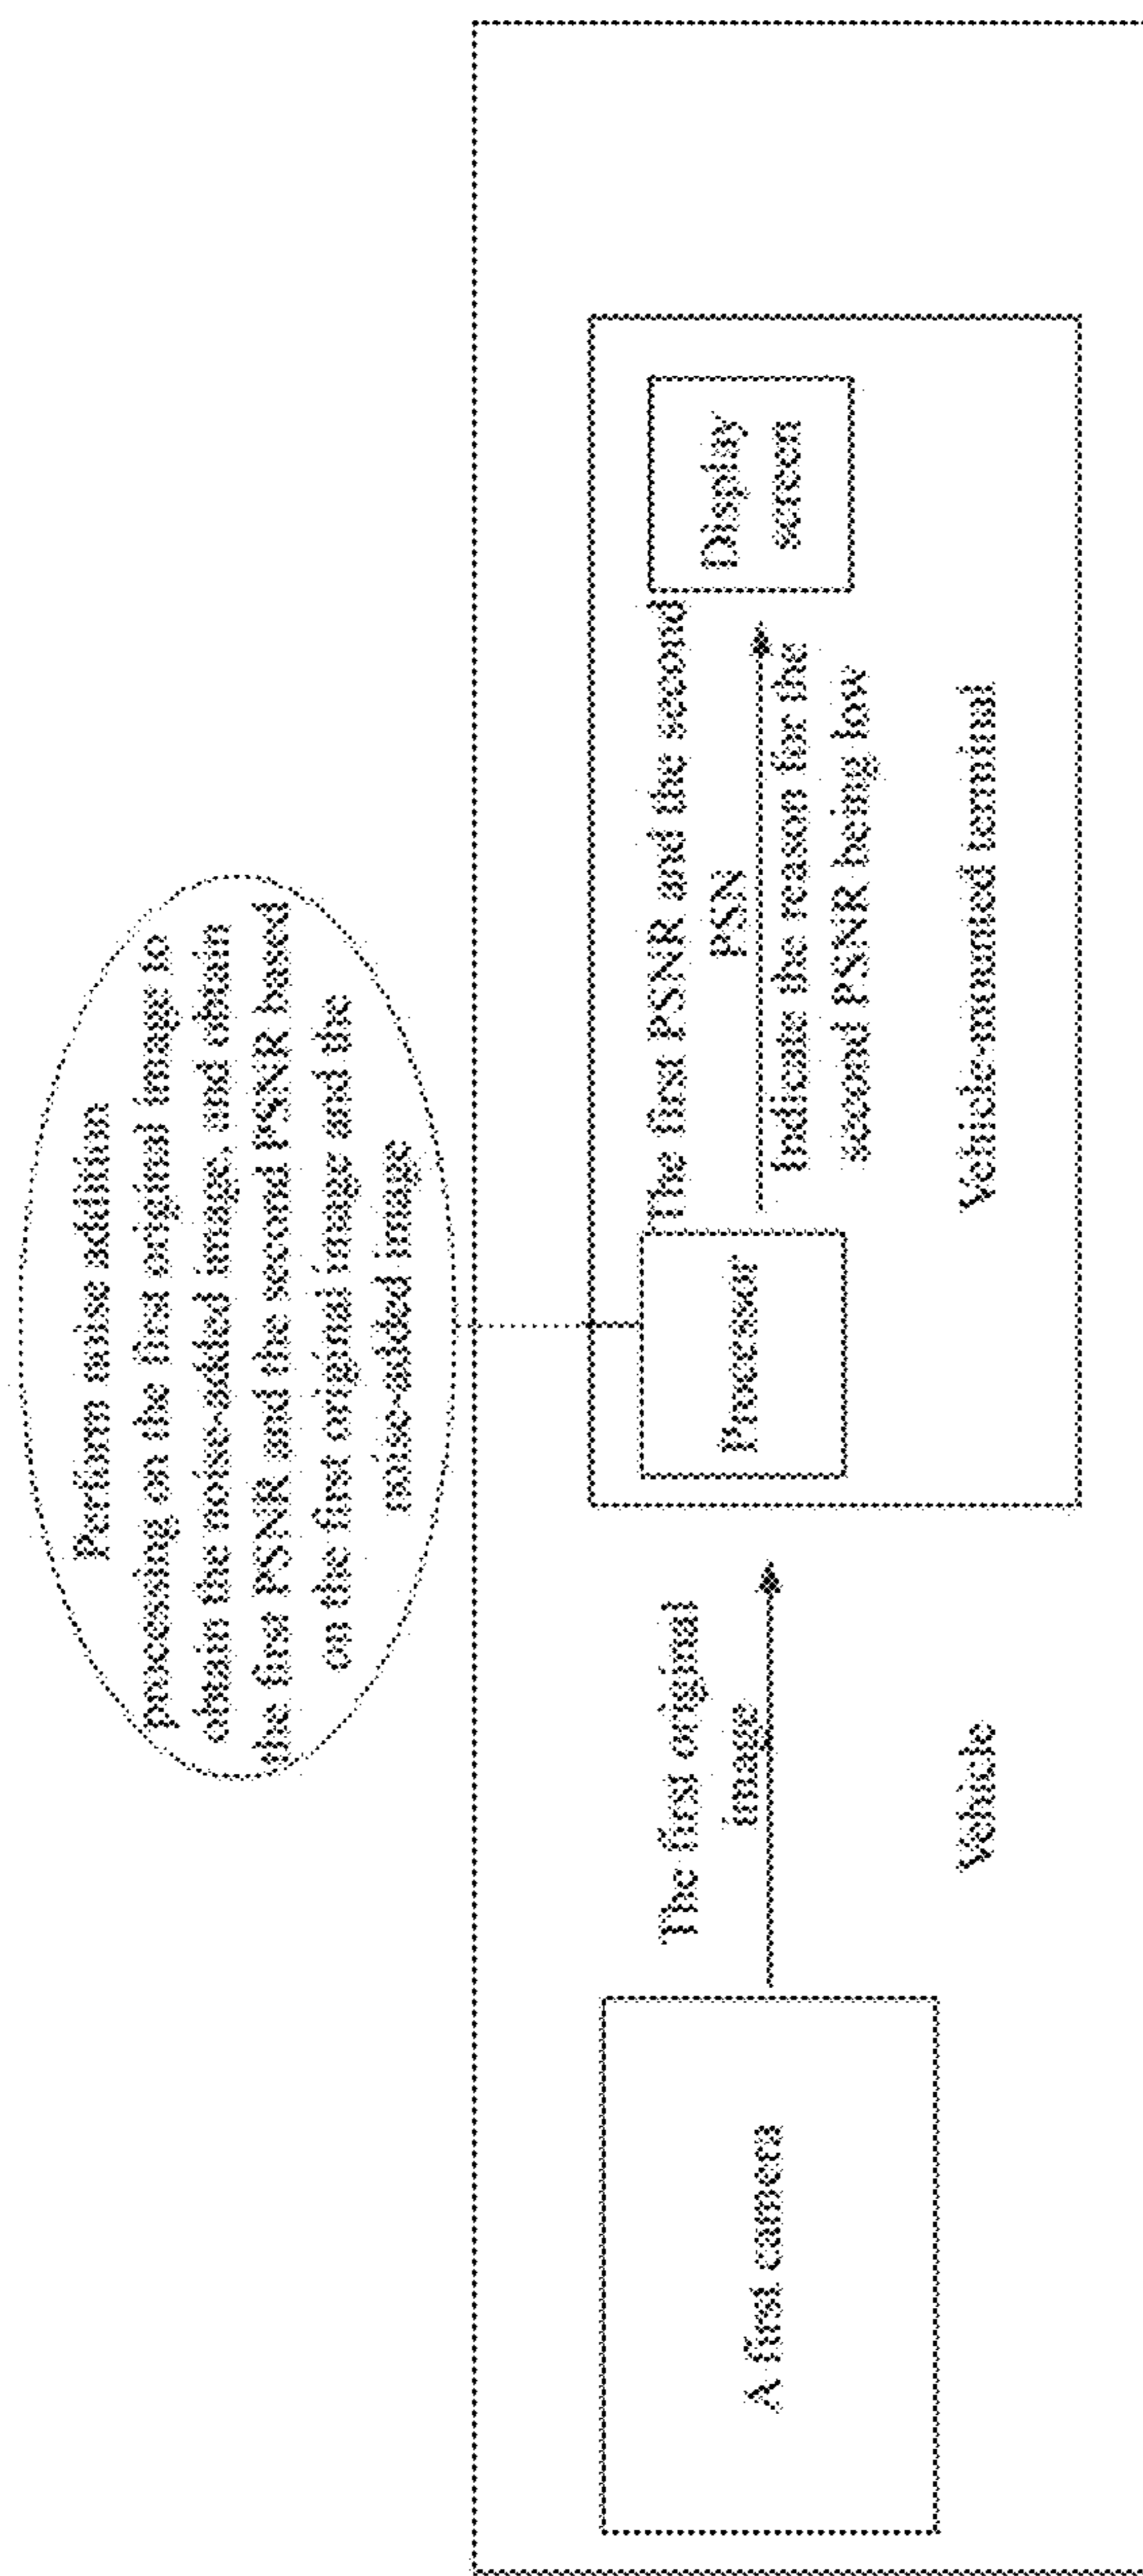 Perform noise addition
processing on the first original image to
obtain the noise-added image, and obtain
the first PSNR and the second PSNR based
on the first original image and the
noise-added image
A first camera
The first original
image
Vehicle
Processor
The first PSNR and the second
PSN
Indicate the reason for the
second PSNR being low
Display
screen
Vehicle-mounted terminal